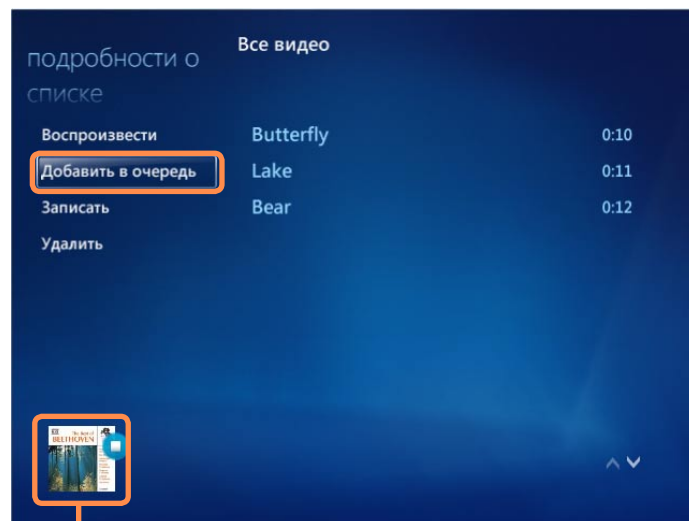 подробности о
списке
Все видео
Воспроизвести
Добавить в очередь
Записать
Удалить
Butterfly 0:10
Lake 0:11
Bear 0:12
The Best of
BEETHOVEN